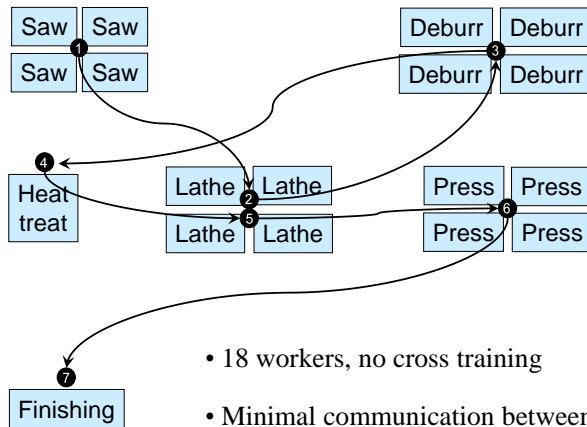 Saw Saw
1
Saw Saw
Deburr Deburr
3
Deburr Deburr
4
Heat
treat
Lathe Lathe
2
5
Lathe Lathe
Press Press
6
Press Press
7
Finishing
• 18 workers, no cross training
• Minimal communication between